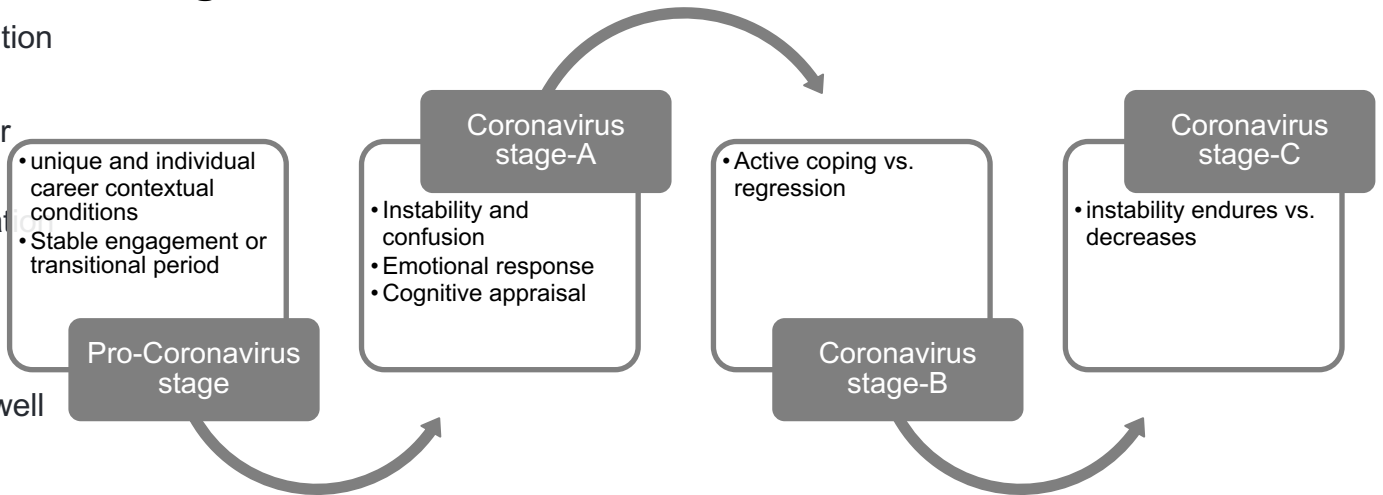 tion
r
• unique and individual
career contextual
conditions
• Stable engagement or
transitional period
Pro-Coronavirus
stage
well
Coronavirus
stage-A
• Instability and
confusion
• Emotional response
• Cognitive appraisal
• Active coping vs.
regression
Coronavirus
stage-B
Coronavirus
stage-C
• instability endures vs.
decreases